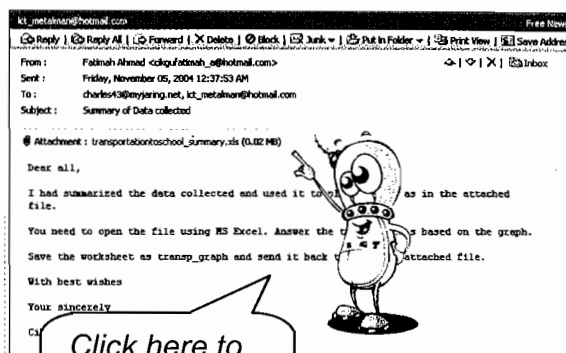 lct_metalman@hotmail.com Free News
Reply | Reply All | Forward | Delete | Block | Junk | Put in Folder | Print View | Save Addres
From : Fatimah Ahmad <cikgufatimah_a@hotmail.com> Inbox
Sent : Friday, November 05, 2004 12:37:53 AM
To : charles43@myjaring.net, lct_metalman@hotmail.com
Subject : Summary of Data collected
Attachment : transportationtoschool_summary.xls (0.02 MB)
Dear all,
I had summarized the data collected and used it to as in the attached
file.
You need to open the file using MS Excel. Answer the s based on the graph.
Save the worksheet as transp_graph and send it back attached file.
With best wishes
Your sincerely
Click here to